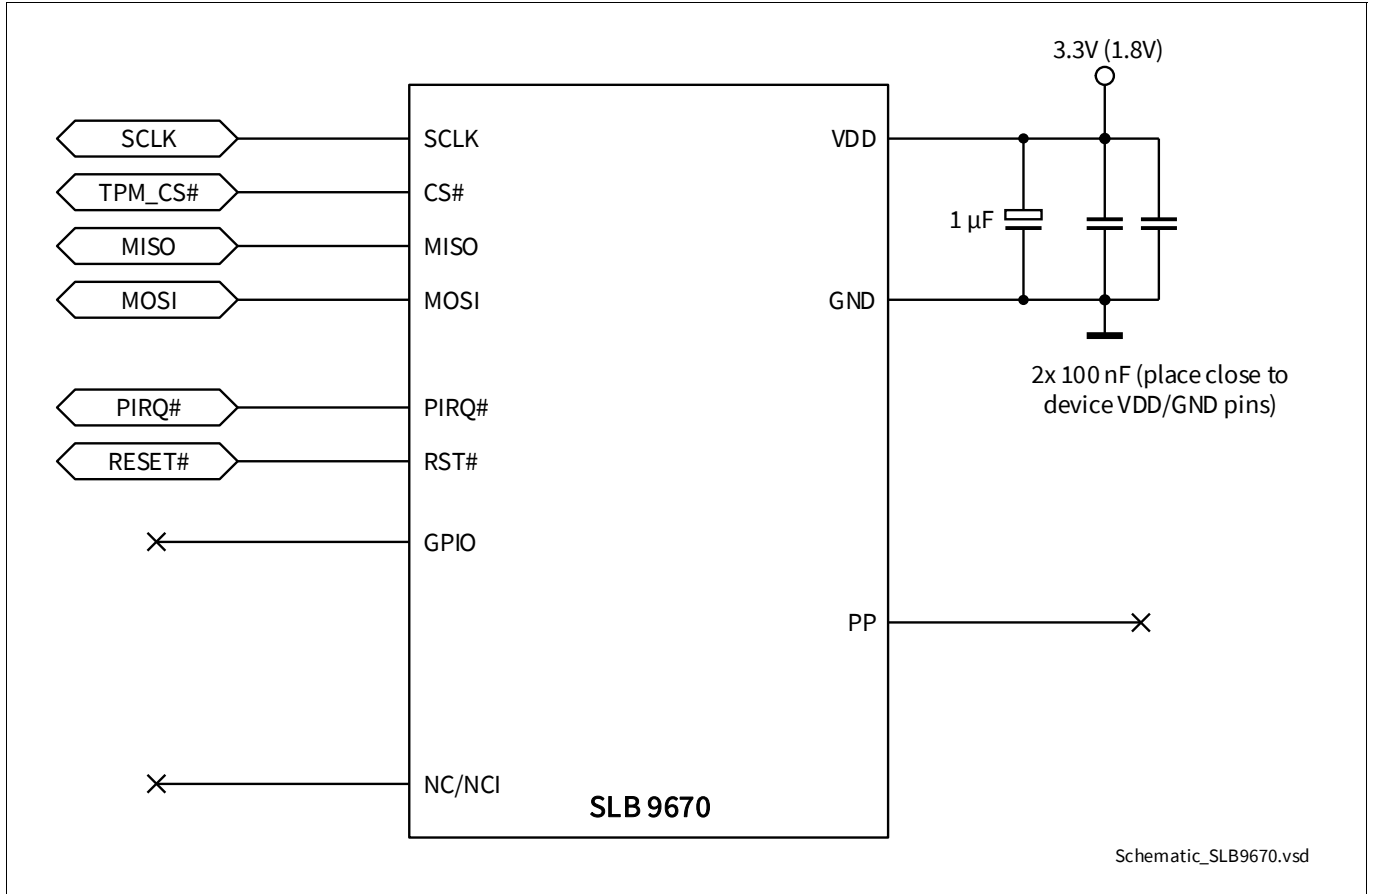 3.3V (1.8V)
SCLK SCLK VDD
TPM_CS# CS#
1 µF
MISO MISO
MOSI MOSI GND
2x 100 nF (place close to
device VDD/GND pins)
PIRQ# PIRQ#
RESET# RST#
GPIO
PP
NC/NCI
SLB 9670
Schematic_SLB9670.vsd